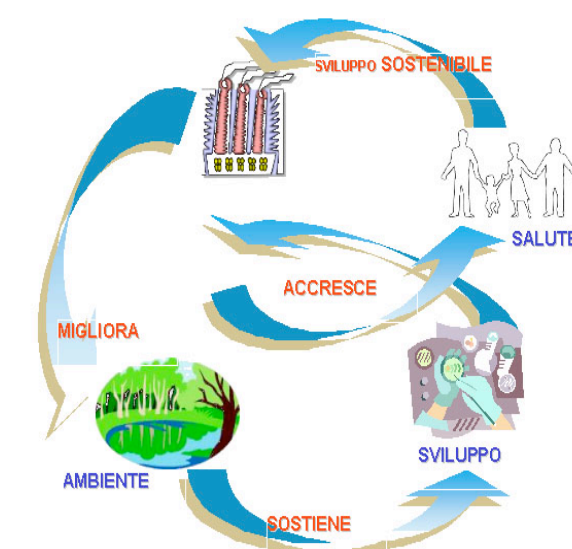 SVILUPPO SOSTENIBILE
SALUTE
ACCRESCE
MIGLIORA
SVILUPPO
AMBIENTE
SOSTIENE